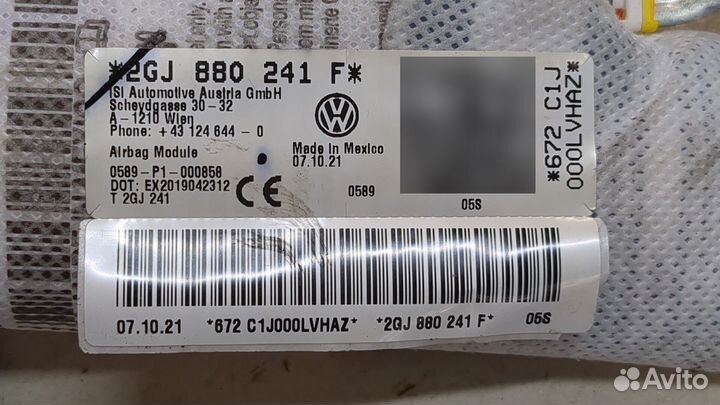 *2GJ 880 241 F*
ISI Automotive Austria GmbH
Scheydgasse 30-32
A-1210 Wien
Phone: +43 124 644 - 0
Airbag Module
0589-P1-000858
DOT: EX2019042312
T 2GJ 241
CE
Made in Mexico
07.10.21
0589
05S
*672 C1J
000LVHAZ*
07.10.21 *672 C1J000LVHAZ* *2GJ 880 241 F* 05S
Avito